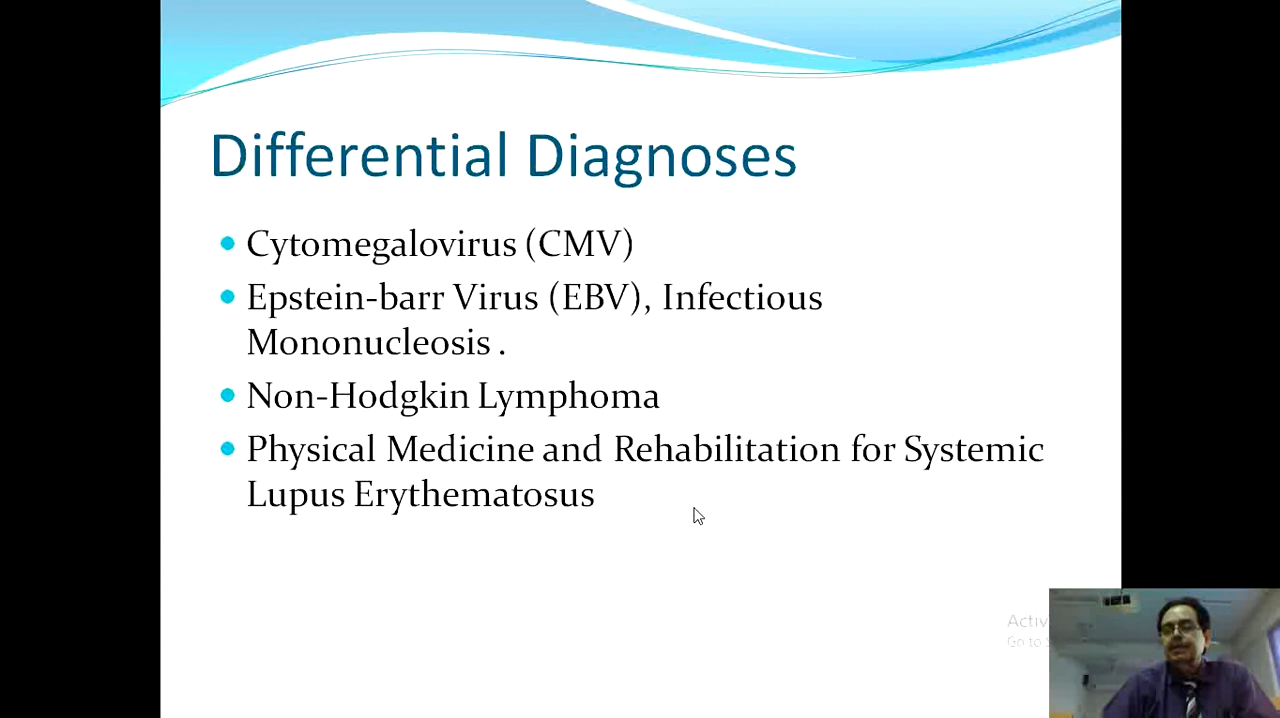 Differential Diagnoses
Cytomegalovirus (CMV)
Epstein-barr Virus (EBV), Infectious
Mononucleosis .
Non-Hodgkin Lymphoma
Physical Medicine and Rehabilitation for Systemic
Lupus Erythematosus
Activ
Go to S